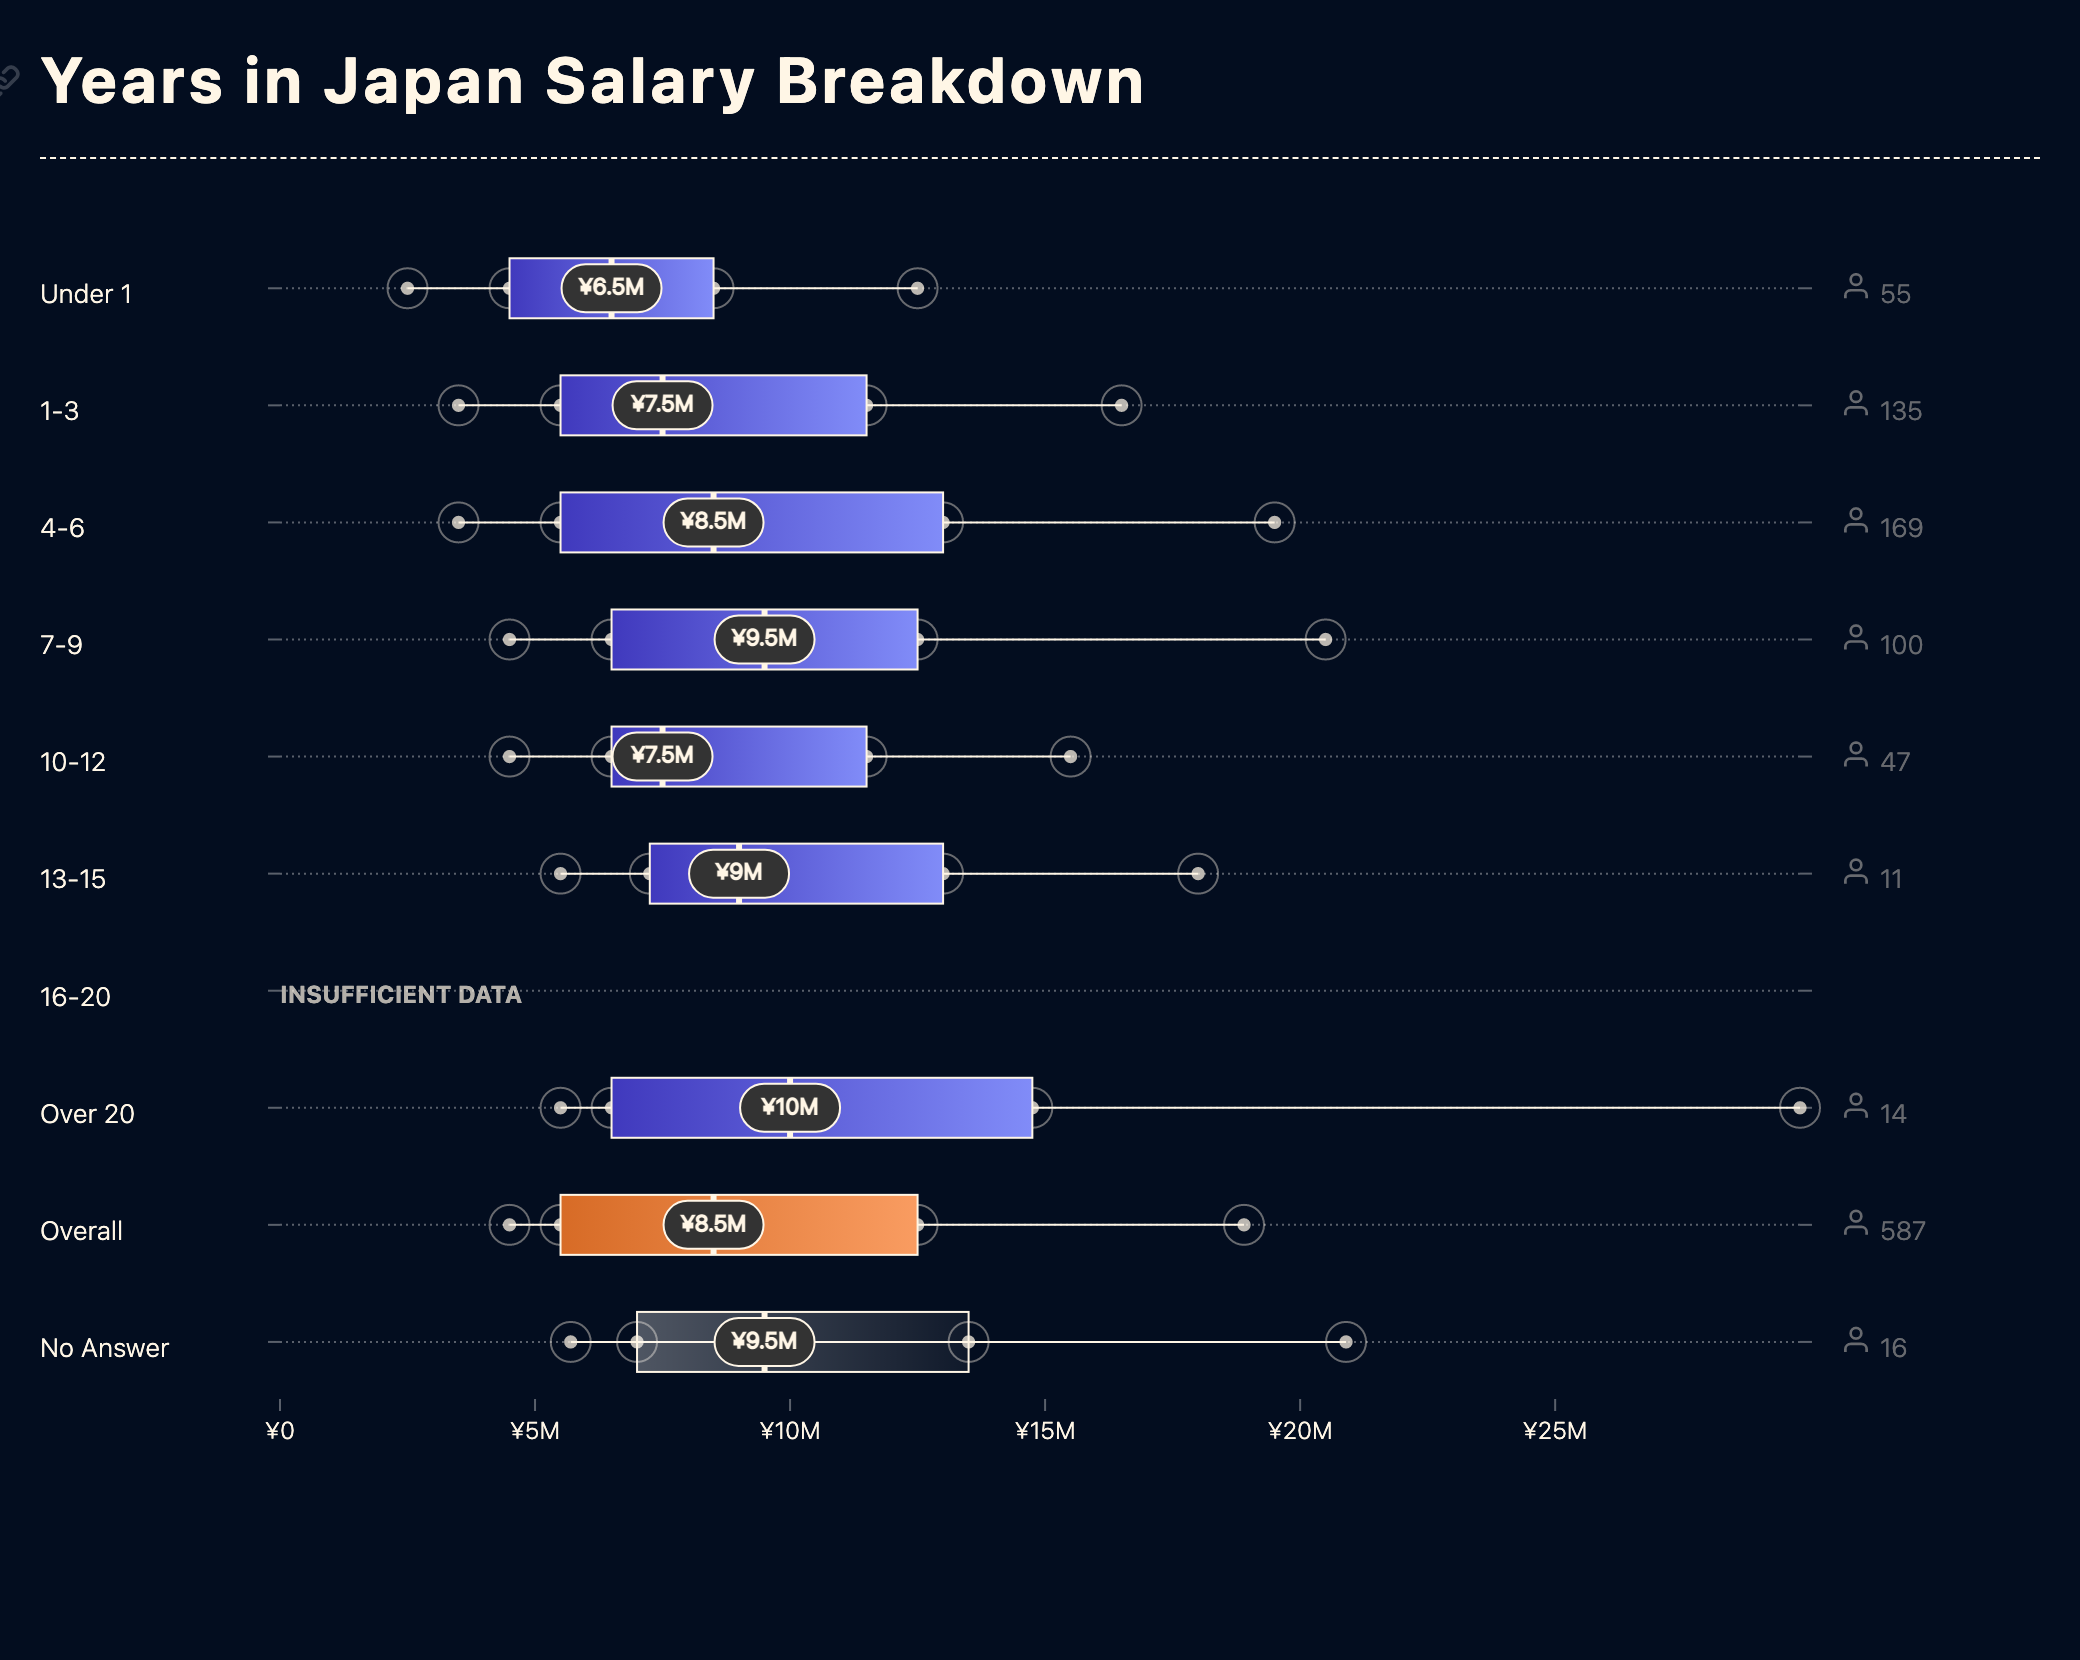 Years in Japan Salary Breakdown
Under 1 ¥6.5M 55
1-3 ¥7.5M 135
4-6 ¥8.5M 169
7-9 ¥9.5M 100
10-12 ¥7.5M 47
13-15 ¥9M 11
16-20 INSUFFICIENT DATA
Over 20 ¥10M 14
Overall ¥8.5M 587
No Answer ¥9.5M 16
¥0 ¥5M ¥10M ¥15M ¥20M ¥25M